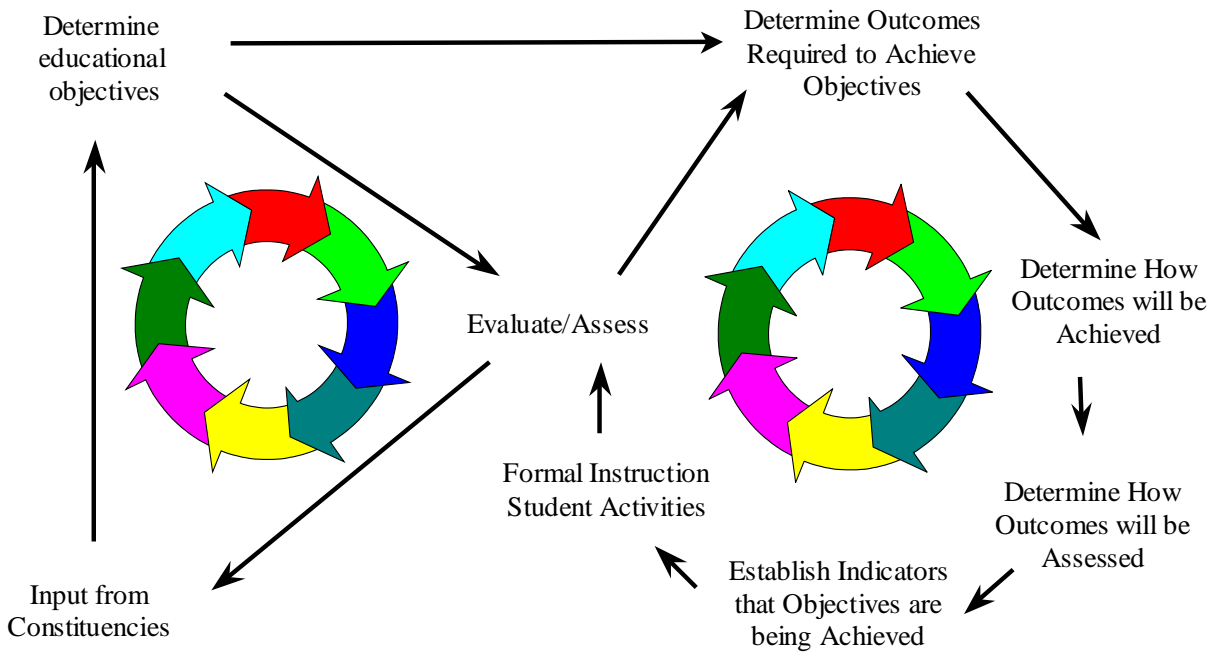 Determine
educational
objectives
Determine Outcomes
Required to Achieve
Objectives
Evaluate/Assess
Determine How
Outcomes will be
Achieved
Formal Instruction
Student Activities
Determine How
Outcomes will be
Assessed
Input from
Constituencies
Establish Indicators
that Objectives are
being Achieved